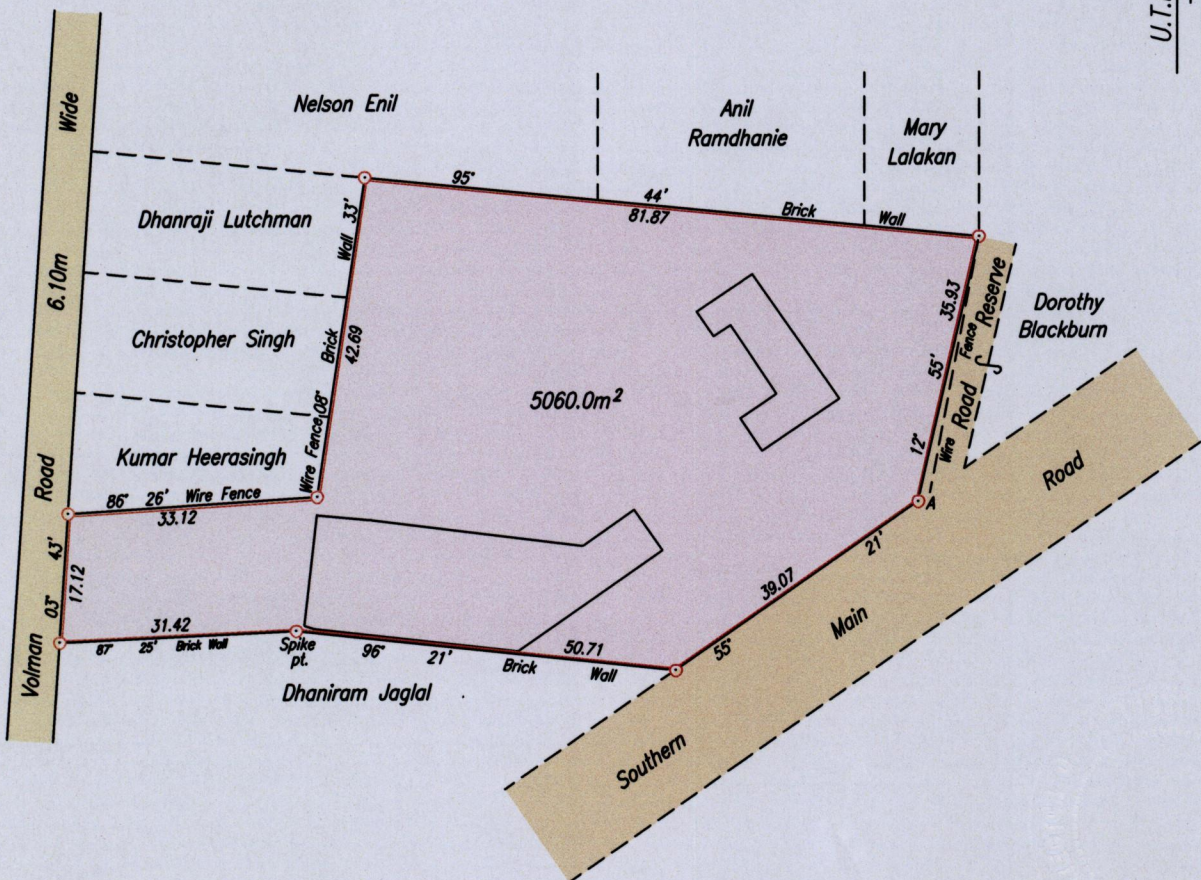 U.T.
Nelson Enil
Anil
Ramdhanie
Mary
Lalakan
Wide
95° 44'
81.87
Brick Wall
Dhanraji Lutchman
33'
Wall
Brick
42.69
08°
Wire Fence
6.10m
Christopher Singh
35.93
55'
12°
Wire Fence
Road Reserve
Dorothy
Blackburn
5060.0m²
Kumar Heerasingh
Road
86° 26' Wire Fence
33.12
43'
03°
17.12
A
21'
39.07
55°
Southern Main Road
31.42
87° 25' Brick Wall
Spike
pt.
96° 21' Brick Wall
50.71
Volman
Dhaniram Jaglal